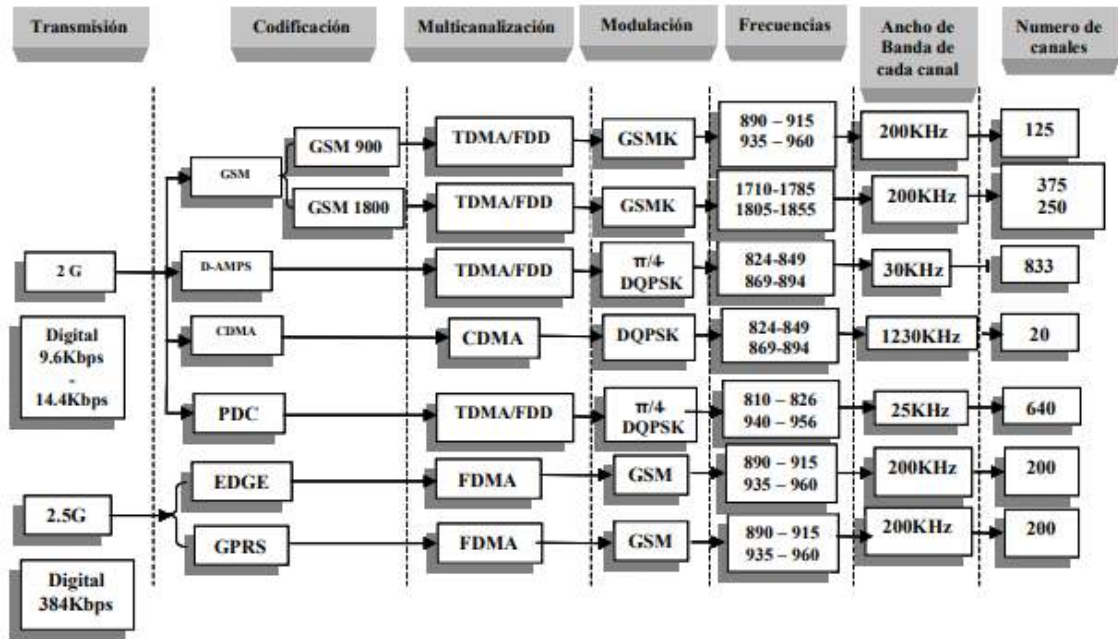 Transmisión
Codificación
Multicanalización
Modulación
Frecuencias
Ancho de
Banda de
cada canal
Numero de
canales
2 G
Digital
9.6Kbps
-
14.4Kbps
GSM
GSM 900
TDMA/FDD
GSMK
890 – 915
935 – 960
200KHz
125
GSM 1800
TDMA/FDD
GSMK
1710-1785
1805-1855
200KHz
375
250
D-AMPS
TDMA/FDD
π/4-
DQPSK
824-849
869-894
30KHz
833
CDMA
CDMA
DQPSK
824-849
869-894
1230KHz
20
PDC
TDMA/FDD
π/4-
DQPSK
810 – 826
940 – 956
25KHz
640
2.5G
Digital
384Kbps
EDGE
FDMA
GSM
890 – 915
935 – 960
200KHz
200
GPRS
FDMA
GSM
890 – 915
935 – 960
200KHz
200